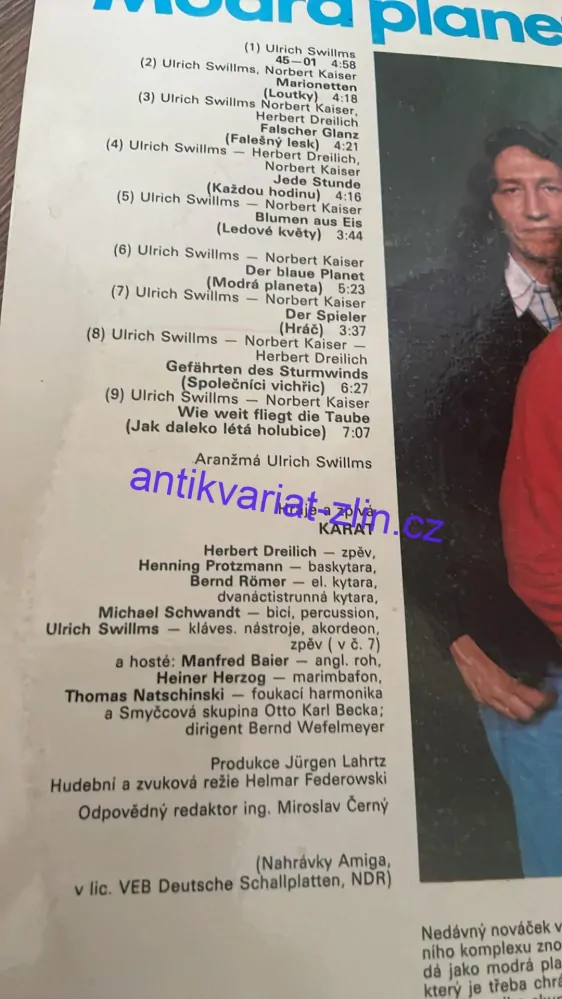 Modrá plane
(1) Ulrich Swillms
45—01 4:58
(2) Ulrich Swillms, Norbert Kaiser
Marionetten
(Loutky) 4:18
(3) Ulrich Swillms Norbert Kaiser,
Herbert Dreilich
Falscher Glanz
(Falešný lesk) 4:21
(4) Ulrich Swillms — Herbert Dreilich,
Norbert Kaiser
Jede Stunde
(Každou hodinu) 4:16
(5) Ulrich Swillms — Norbert Kaiser
Blumen aus Eis
(Ledové květy) 3:44
(6) Ulrich Swillms — Norbert Kaiser
Der blaue Planet
(Modrá planeta) 5:23
(7) Ulrich Swillms — Norbert Kaiser
Der Spieler
(Hráč) 3:37
(8) Ulrich Swillms — Norbert Kaiser —
Herbert Dreilich
Gefährten des Sturmwinds
(Společníci vichřic) 6:27
(9) Ulrich Swillms — Norbert Kaiser
Wie weit fliegt die Taube
(Jak daleko létá holubice) 7:07
Aranžmá Ulrich Swillms
antikvariat-zlin.cz
Hraje a zpívá
KARAT
Herbert Dreilich — zpěv,
Henning Protzmann — baskytara,
Bernd Römer — el. kytara,
dvanáctistrunná kytara,
Michael Schwandt — bicí, percussion,
Ulrich Swillms — kláves. nástroje, akordeon,
zpěv ( v č. 7)
a hosté: Manfred Baier — angl. roh,
Heiner Herzog — marimbafon,
Thomas Natschinski — foukací harmonika
a Smyčcová skupina Otto Karl Becka;
dirigent Bernd Wefelmeyer
Produkce Jürgen Lahrtz
Hudební a zvuková režie Helmar Federowski
Odpovědný redaktor ing. Miroslav Černý
(Nahrávky Amiga,
v lic. VEB Deutsche Schallplatten, NDR)
Nedávný nováček v
ního komplexu zno
dá jako modrá pla
který je třeba chrá